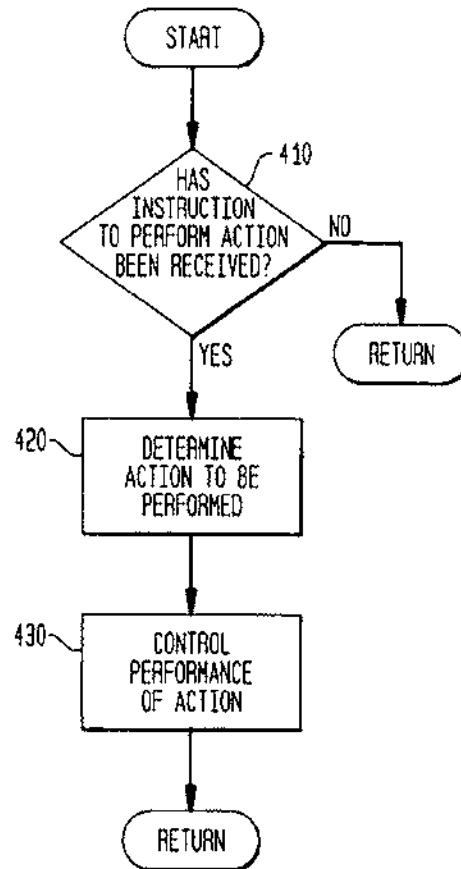 START
410
HAS
INSTRUCTION
TO PERFORM ACTION
BEEN RECEIVED?
NO
RETURN
YES
420
DETERMINE
ACTION TO BE
PERFORMED
430
CONTROL
PERFORMANCE
OF ACTION
RETURN